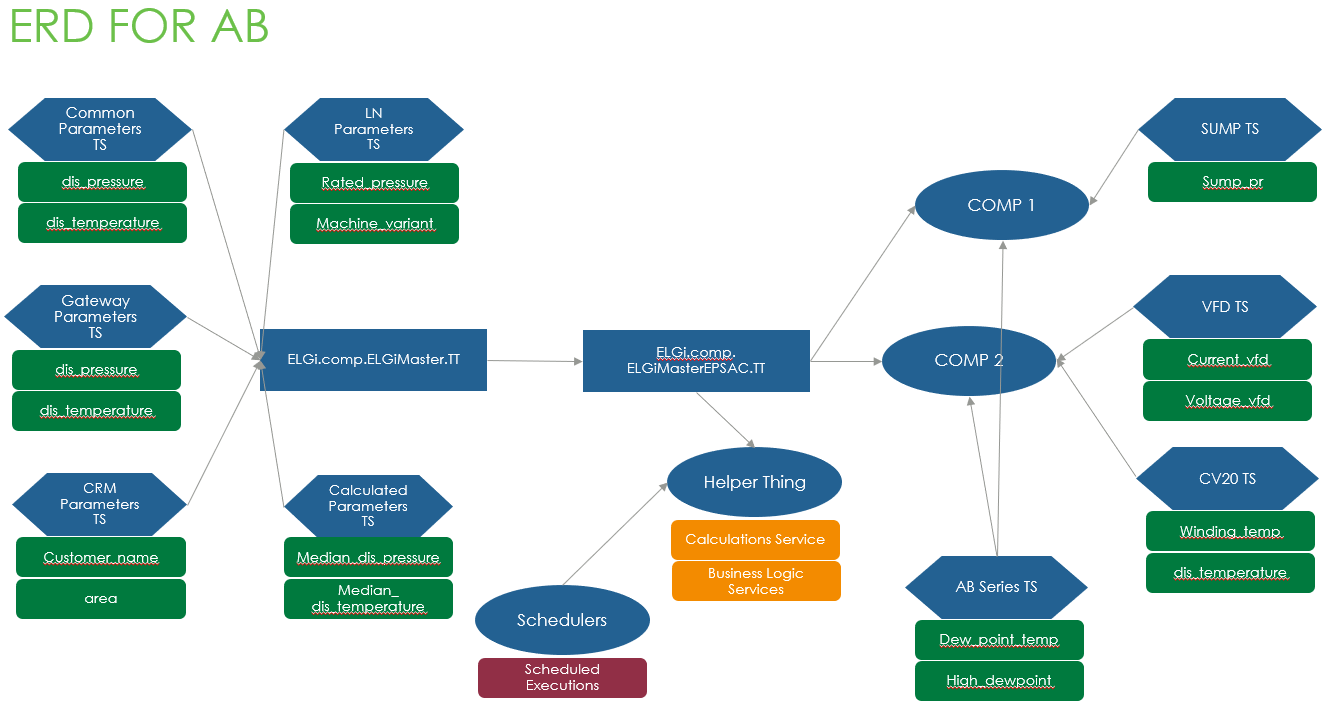 ERD FOR AB
Common
Parameters
TS
dis_pressure
dis_temperature
LN
Parameters
TS
Rated_pressure
Machine_variant
Gateway
Parameters
TS
dis_pressure
dis_temperature
CRM
Parameters
TS
Customer_name
area
Calculated
Parameters
TS
Median_dis_pressure
Median_
dis_temperature
ELGi.comp.ELGiMaster.TT
ELGi.comp.
ELGiMasterEPSAC.TT
Helper Thing
Calculations Service
Business Logic
Services
Schedulers
Scheduled
Executions
COMP 1
COMP 2
SUMP TS
Sump_pr
VFD TS
Current_vfd
Voltage_vfd
CV20 TS
Winding_temp
dis_temperature
AB Series TS
Dew_point_temp
High_dewpoint